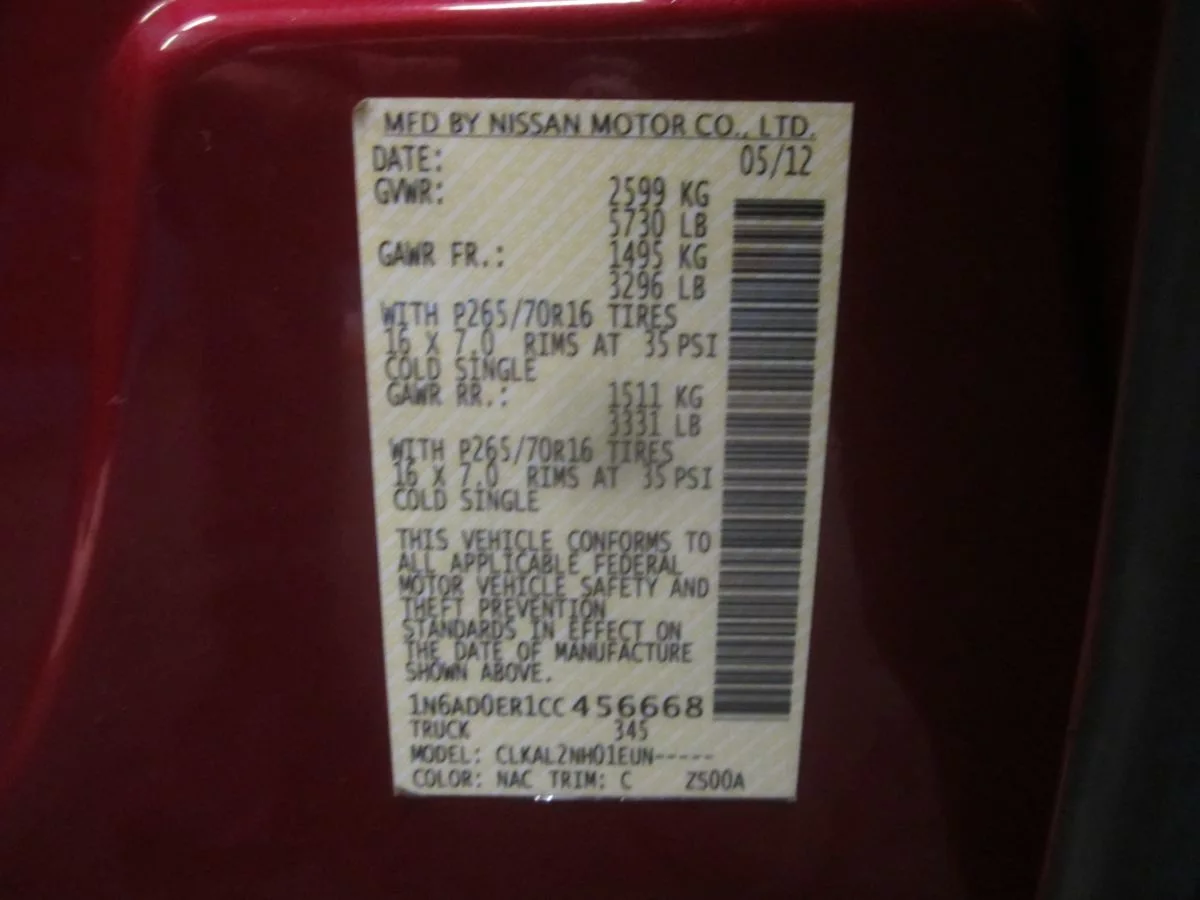 MFD BY NISSAN MOTOR CO., LTD.
DATE: 05/12
GVWR: 2599 KG
5730 LB
GAWR FR.: 1495 KG
3296 LB
WITH P265/70R16 TIRES
16 X 7.0 RIMS AT 35 PSI
COLD SINGLE
GAWR RR.: 1511 KG
3331 LB
WITH P265/70R16 TIRES
16 X 7.0 RIMS AT 35 PSI
COLD SINGLE
THIS VEHICLE CONFORMS TO
ALL APPLICABLE FEDERAL
MOTOR VEHICLE SAFETY AND
THEFT PREVENTION
STANDARDS IN EFFECT ON
THE DATE OF MANUFACTURE
SHOWN ABOVE.
1N6AD0ER1CC456668
TRUCK 345
MODEL: CLKAL2NH01EUN-----
COLOR: NAC TRIM: C ZS00A